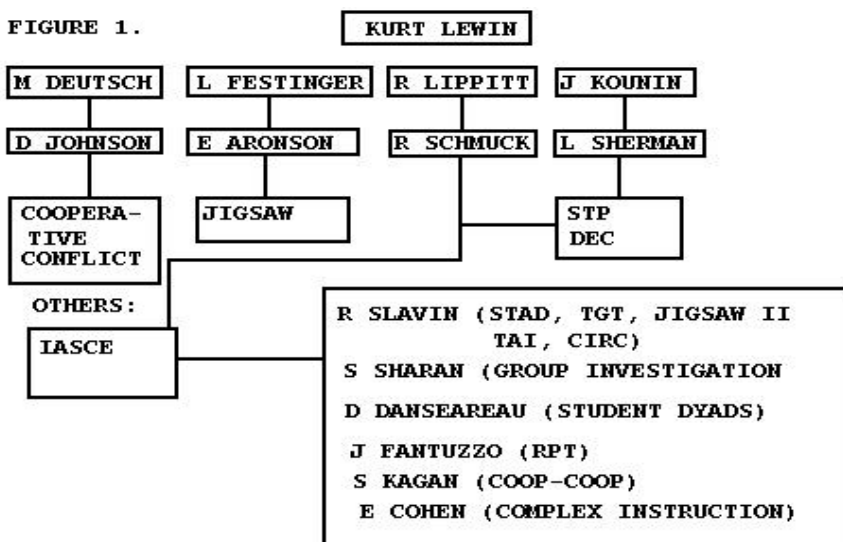 FIGURE 1.
KURT LEWIN
M DEUTSCH
L FESTINGER
R LIPPITT
J KOUNIN
D JOHNSON
E ARONSON
R SCHMUCK
L SHERMAN
COOPERA-
TIVE
CONFLICT
JIGSAW
STP
DEC
OTHERS:
IASCE
R SLAVIN (STAD, TGT, JIGSAW II
TAI, CIRC)
S SHARAN (GROUP INVESTIGATION
D DANSEAREAU (STUDENT DYADS)
J FANTUZZO (RPT)
S KAGAN (COOP-COOP)
E COHEN (COMPLEX INSTRUCTION)